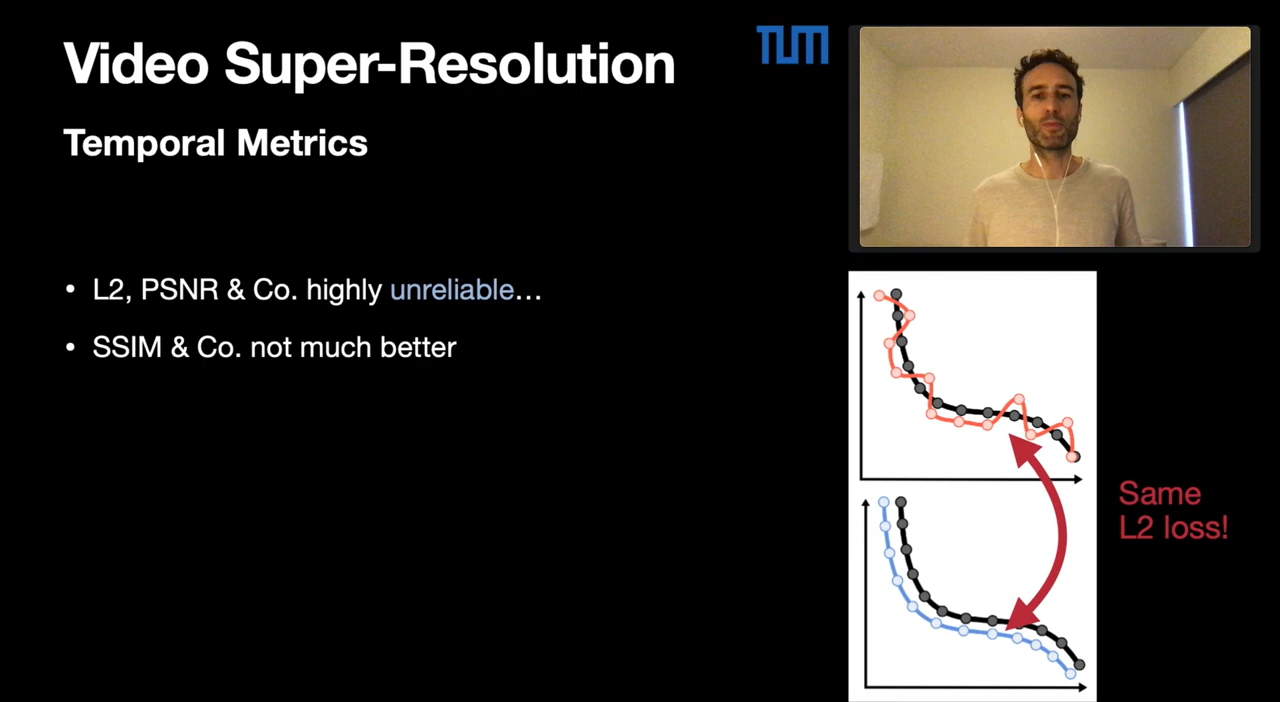 Video Super-Resolution
TUM
Temporal Metrics
• L2, PSNR & Co. highly unreliable…
• SSIM & Co. not much better
Same
L2 loss!